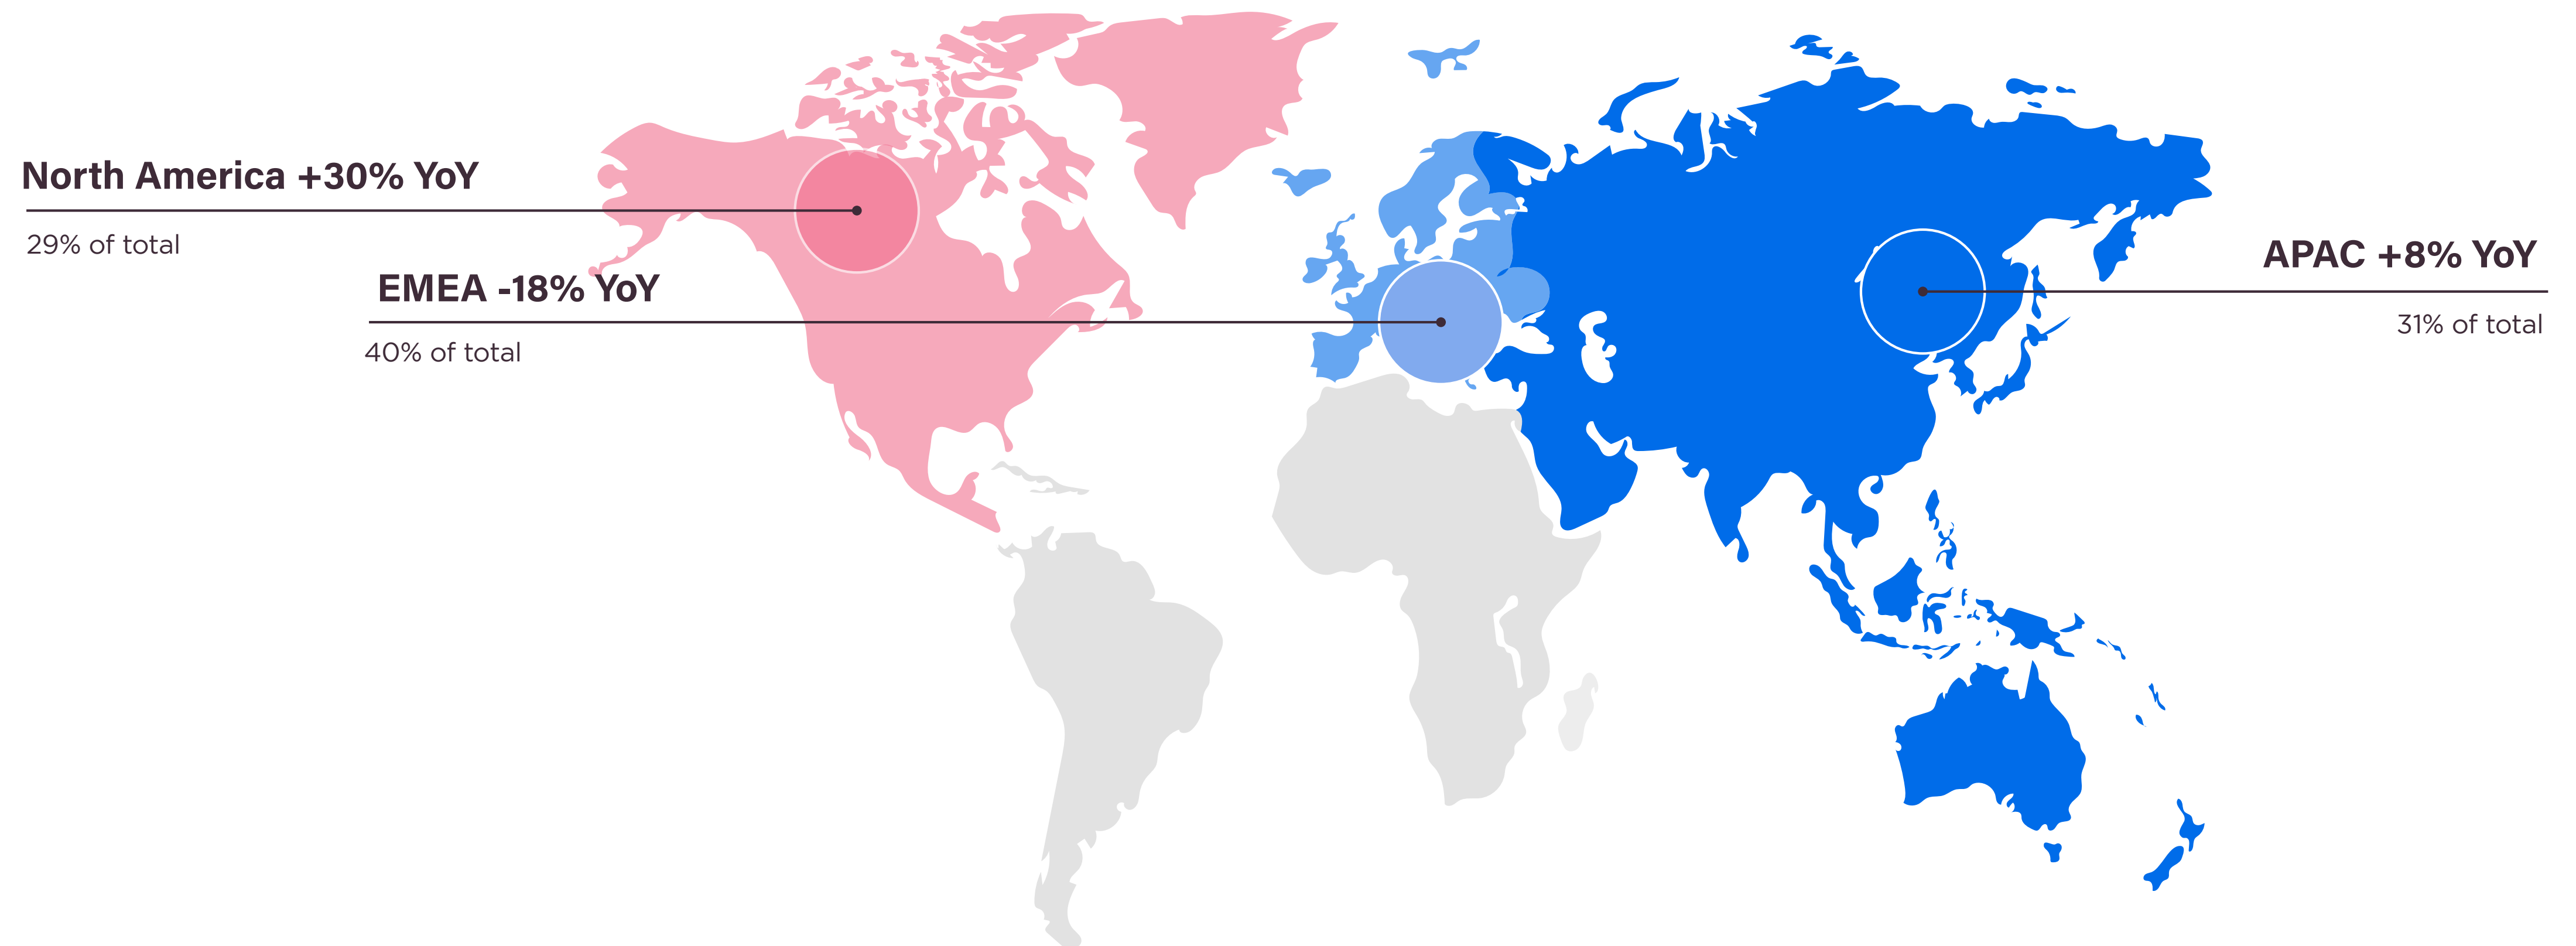 North America +30% YoY
29% of total
EMEA -18% YoY
40% of total
APAC +8% YoY
31% of total